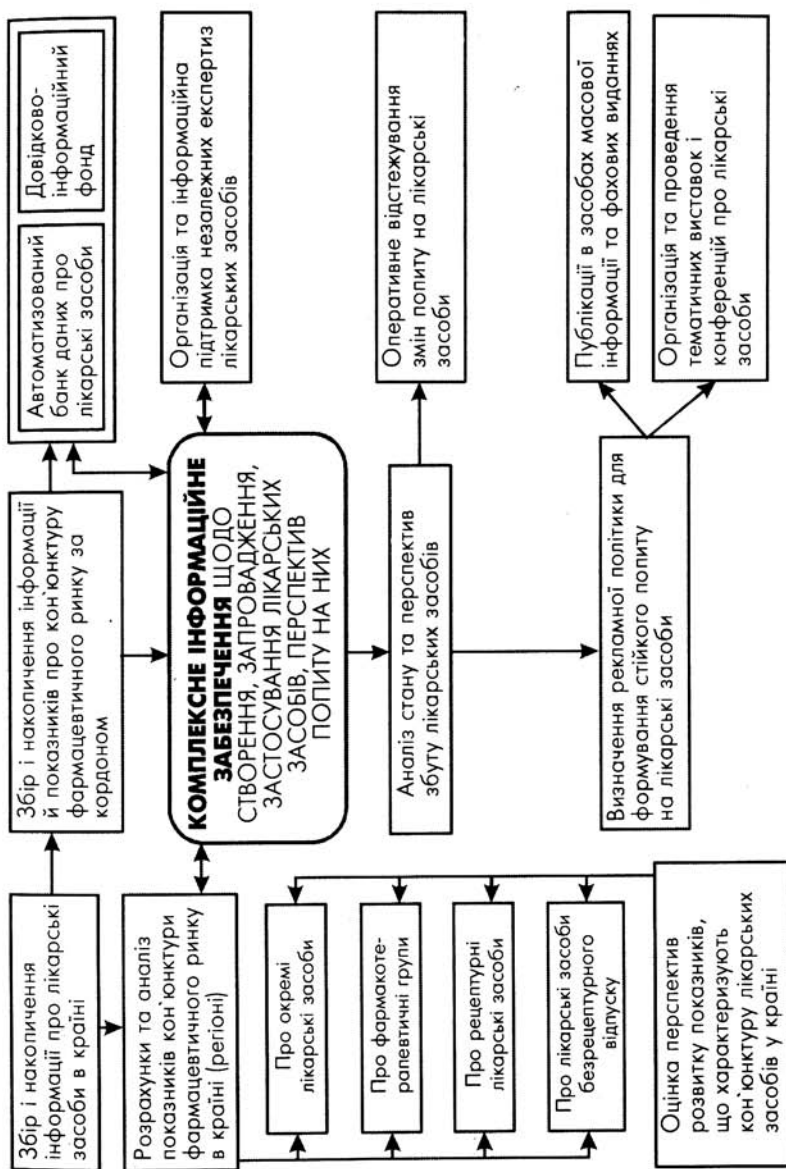 Збір і накопичення
інформації про лікарські
засоби в країні
Збір і накопичення інформації
й показників про кон`юнктуру
фармацевтичного ринку за
кордоном
Автоматизований
банк даних про
лікарські засоби
Довідково-
інформаційний
фонд
Розрахунки та аналіз
показників кон`юнктури
фармацевтичного ринку
в країні (регіоні)
КОМПЛЕКСНЕ ІНФОРМАЦІЙНЕ
ЗАБЕЗПЕЧЕННЯ ЩОДО
СТВОРЕННЯ, ЗАПРОВАДЖЕННЯ,
ЗАСТОСУВАННЯ ЛІКАРСЬКИХ
ЗАСОБІВ, ПЕРСПЕКТИВ
ПОПИТУ НА НИХ
Організація та інформаційна
підтримка незалежних експертиз
лікарських засобів
Про окремі
лікарські засоби
Про фармакоте-
рапевтичні групи
Про рецептурні
лікарські засоби
Про лікарські засоби
безрецептурного
відпуску
Аналіз стану та перспектив
збуту лікарських засобів
Оперативне відстежування
змін попиту на лікарські
засоби
Оцінка перспектив
розвитку показників,
що характеризують
кон`юнктуру лікарських
засобів у країні
Визначення рекламної політики для
формування стійкого попиту
на лікарські засоби
Публікації в засобах масової
інформації та фахових виданнях
Організація та проведення
тематичних виставок і
конференцій про лікарські
засоби